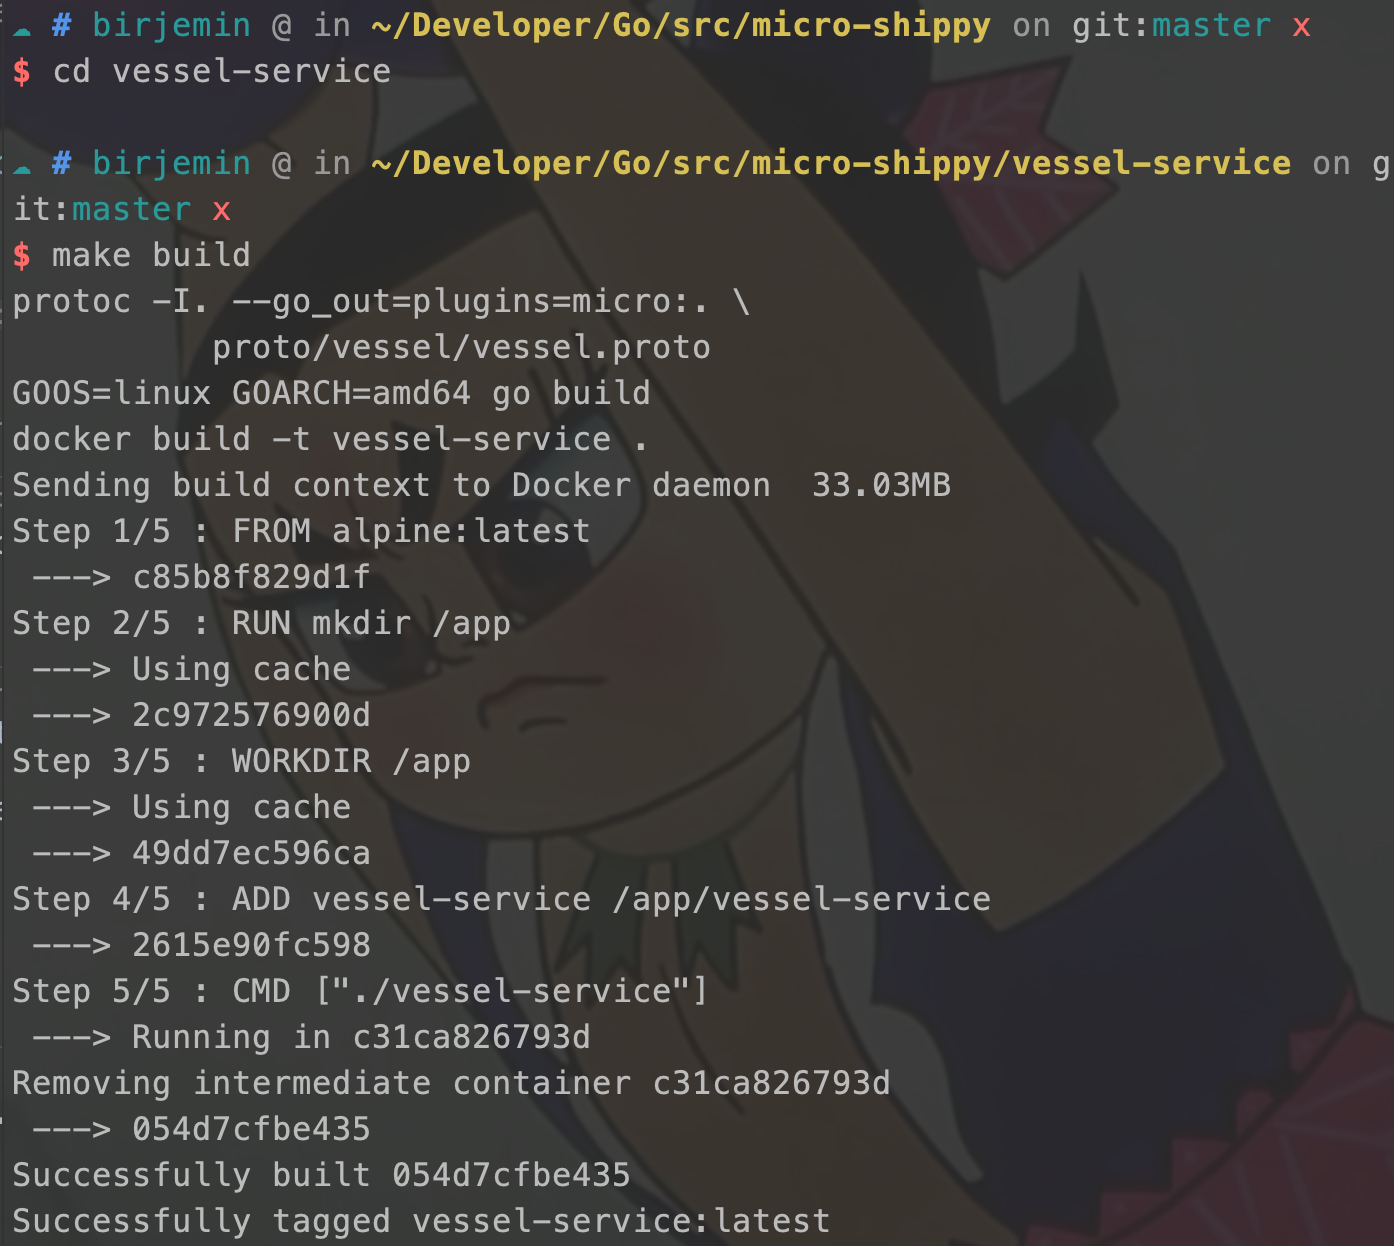 ☁ # birjemin @ in ~/Developer/Go/src/micro-shippy on git:master x
$ cd vessel-service
☁ # birjemin @ in ~/Developer/Go/src/micro-shippy/vessel-service on g
it:master x
$ make build
protoc -I. --go_out=plugins=micro:. \
          proto/vessel/vessel.proto
GOOS=linux GOARCH=amd64 go build
docker build -t vessel-service .
Sending build context to Docker daemon  33.03MB
Step 1/5 : FROM alpine:latest
 ---> c85b8f829d1f
Step 2/5 : RUN mkdir /app
 ---> Using cache
 ---> 2c972576900d
Step 3/5 : WORKDIR /app
 ---> Using cache
 ---> 49dd7ec596ca
Step 4/5 : ADD vessel-service /app/vessel-service
 ---> 2615e90fc598
Step 5/5 : CMD ["./vessel-service"]
 ---> Running in c31ca826793d
Removing intermediate container c31ca826793d
 ---> 054d7cfbe435
Successfully built 054d7cfbe435
Successfully tagged vessel-service:latest